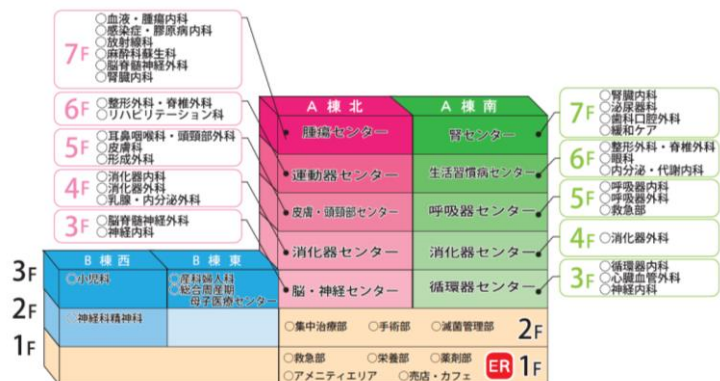 7F
○血液・腫瘍内科
○感染症・膠原病内科
○放射線科
○麻酔科蘇生科
○脳脊髄神経外科
○腎臓内科
6F
○整形外科・脊椎外科
○リハビリテーション科
5F
○耳鼻咽喉科・頭頸部外科
○皮膚科
○形成外科
4F
○消化器内科
○消化器外科
○乳腺・内分泌外科
3F
○脳脊髄神経外科
○神経内科
A棟北
腫瘍センター
運動器センター
皮膚・頭頸部センター
消化器センター
脳・神経センター
A棟南
腎センター
生活習慣病センター
呼吸器センター
消化器センター
循環器センター
7F
○腎臓内科
○泌尿器科
○歯科口腔外科
○緩和ケア
6F
○整形外科・脊椎外科
○眼科
○内分泌・代謝内科
5F
○呼吸器内科
○呼吸器外科
○救急部
4F
○消化器外科
3F
○循環器内科
○心臓血管外科
○神経内科
B棟西
B棟東
3F
○小児科
○産科婦人科
○総合周産期
母子医療センター
2F
○神経科精神科
1F
○集中治療部 ○手術部 ○滅菌管理部 2F
○救急部 ○栄養部 ○薬剤部 ER 1F
○アメニティエリア ○売店・カフェ